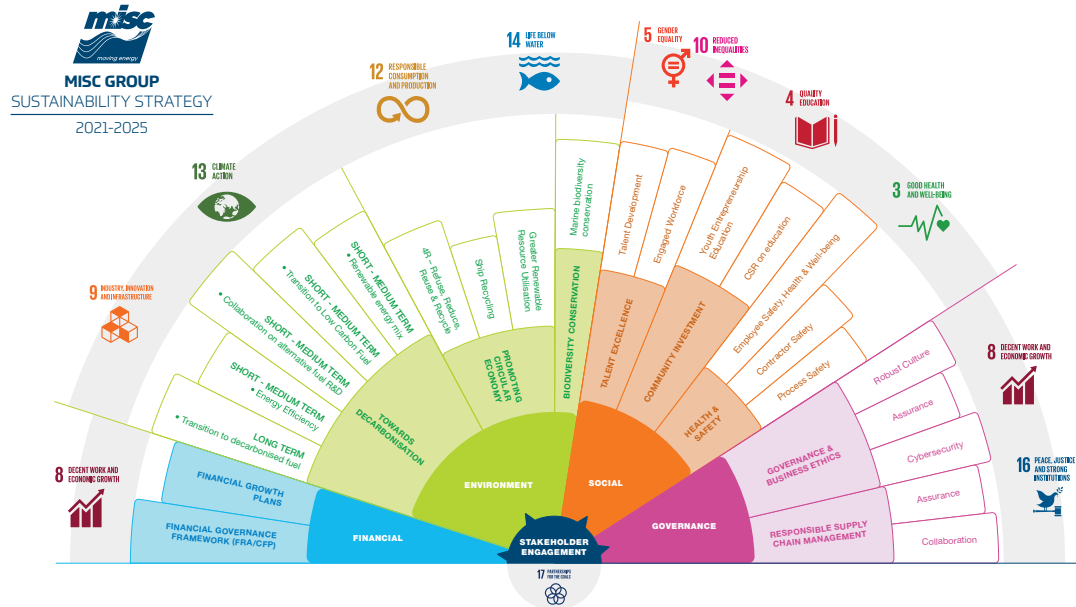 misc
moving energy
MISC GROUP
SUSTAINABILITY STRATEGY
2021-2025
8 DECENT WORK AND
ECONOMIC GROWTH
9 INDUSTRY, INNOVATION
AND INFRASTRUCTURE
13 CLIMATE
ACTION
12 RESPONSIBLE
CONSUMPTION
AND PRODUCTION
14 LIFE BELOW
WATER
5 GENDER
EQUALITY
10 REDUCED
INEQUALITIES
4 QUALITY
EDUCATION
3 GOOD HEALTH
AND WELL-BEING
8 DECENT WORK AND
ECONOMIC GROWTH
16 PEACE, JUSTICE
AND STRONG
INSTITUTIONS
FINANCIAL
FINANCIAL GOVERNANCE
FRAMEWORK (FRA/CFP)
FINANCIAL GROWTH
PLANS
ENVIRONMENT
TOWARDS
DECARBONISATION
LONG TERM
• Transition to decarbonised fuel
SHORT - MEDIUM TERM
• Energy Efficiency
SHORT - MEDIUM TERM
• Collaboration on alternative fuel R&D
SHORT - MEDIUM TERM
• Transition to Low Carbon Fuel
SHORT - MEDIUM TERM
• Renewable energy mix
PROMOTING
CIRCULAR
ECONOMY
4R – Refuse, Reduce,
Reuse & Recycle
Ship Recycling
Greater Renewable
Resource Utilisation
BIODIVERSITY CONSERVATION
Marine biodiversity
conservation
SOCIAL
TALENT EXCELLENCE
Talent Development
Engaged Workforce
COMMUNITY INVESTMENT
Youth Entrepreneurship
Education
CSR on education
HEALTH &
SAFETY
Employee Safety, Health & Well-being
Contractor Safety
Process Safety
GOVERNANCE
GOVERNANCE &
BUSINESS ETHICS
Robust Culture
Assurance
Cybersecurity
RESPONSIBLE SUPPLY
CHAIN MANAGEMENT
Assurance
Collaboration
STAKEHOLDER
ENGAGEMENT
17 PARTNERSHIPS
FOR THE GOALS